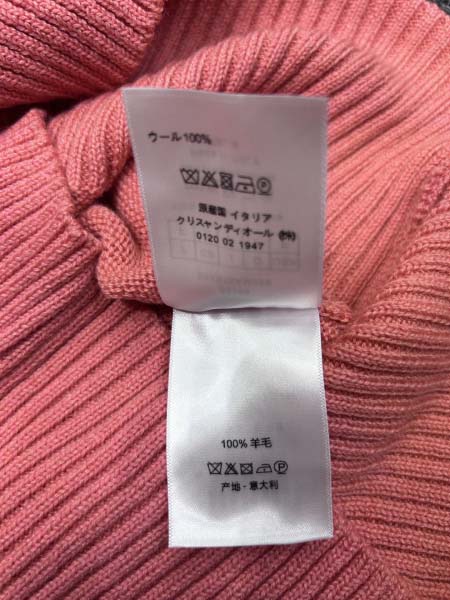 ウール100%
原産国 イタリア
クリスチャンディオール (株)
0120 02 1947
100% 羊毛
产地 - 意大利